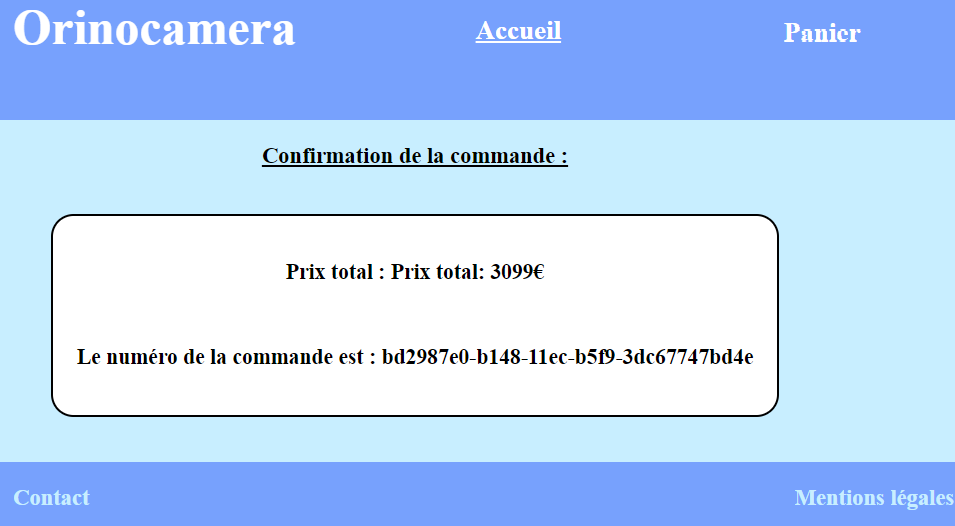 Orinocamera
Accueil
Panier
Confirmation de la commande :
Prix total : Prix total: 3099€
Le numéro de la commande est : bd2987e0-b148-11ec-b5f9-3dc67747bd4e
Contact
Mentions légales